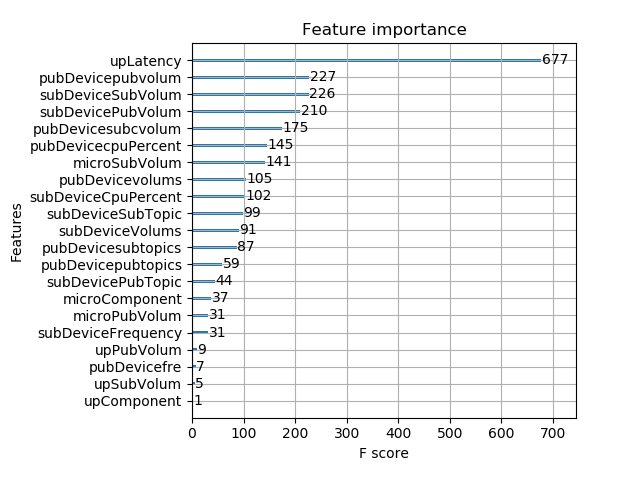 Feature importance
upLatency 677
pubDevicepubvolum 227
subDeviceSubVolum 226
subDevicePubVolum 210
pubDevicesubcvolum 175
pubDevicecpuPercent 145
microSubVolum 141
pubDevicevolums 105
subDeviceCpuPercent 102
subDeviceSubTopic 99
subDeviceVolums 91
pubDevicesubtopics 87
pubDevicepubtopics 59
subDevicePubTopic 44
microComponent 37
microPubVolum 31
subDeviceFrequency 31
upPubVolum 9
pubDevicefre 7
upSubVolum 5
upComponent 1
0 100 200 300 400 500 600 700
F score
Features